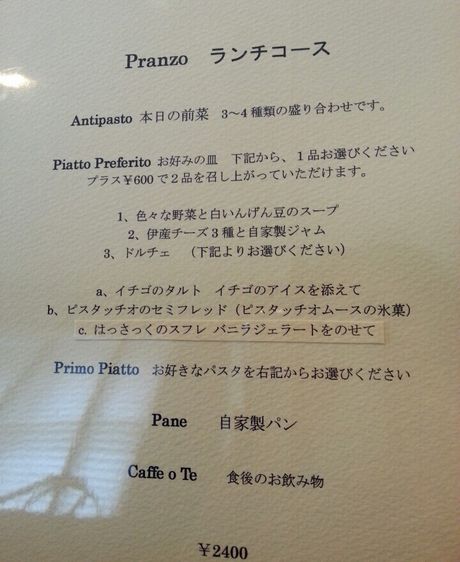 Pranzo ランチコース
Antipasto 本日の前菜 3〜4種類の盛り合わせです。
Piatto Preferito お好みの皿 下記から、1品お選びください
プラス¥600で2品を召し上がっていただけます。
1、色々な野菜と白いんげん豆のスープ
2、伊産チーズ3種と自家製ジャム
3、ドルチェ （下記よりお選びください）
a、イチゴのタルト イチゴのアイスを添えて
b、ピスタッチオのセミフレッド（ピスタッチオムースの氷菓）
c. はっさっくのスフレ バニラジェラートをのせて
Primo Piatto お好きなパスタを右記からお選びください
Pane 自家製パン
Caffe o Te 食後のお飲み物
¥2400